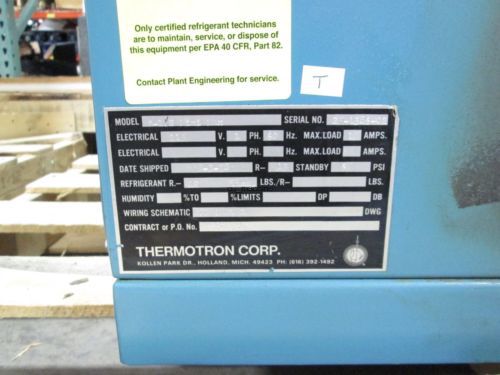 Only certified refrigerant technicians
are to maintain, service, or dispose of
this equipment per EPA 40 CFR, Part 82.
Contact Plant Engineering for service.
T
MODEL SERIAL NO.
ELECTRICAL V. PH. 60 Hz. MAX. LOAD AMPS.
ELECTRICAL V. PH. Hz. MAX. LOAD AMPS.
DATE SHIPPED R- STANDBY PSI
REFRIGERANT R.- LBS./R- LBS.
HUMIDITY %TO %LIMITS DP DB
WIRING SCHEMATIC DWG
CONTRACT or P.O. No.
THERMOTRON CORP.
KOLLEN PARK DR., HOLLAND, MICH. 49423 PH: (616) 392-1492